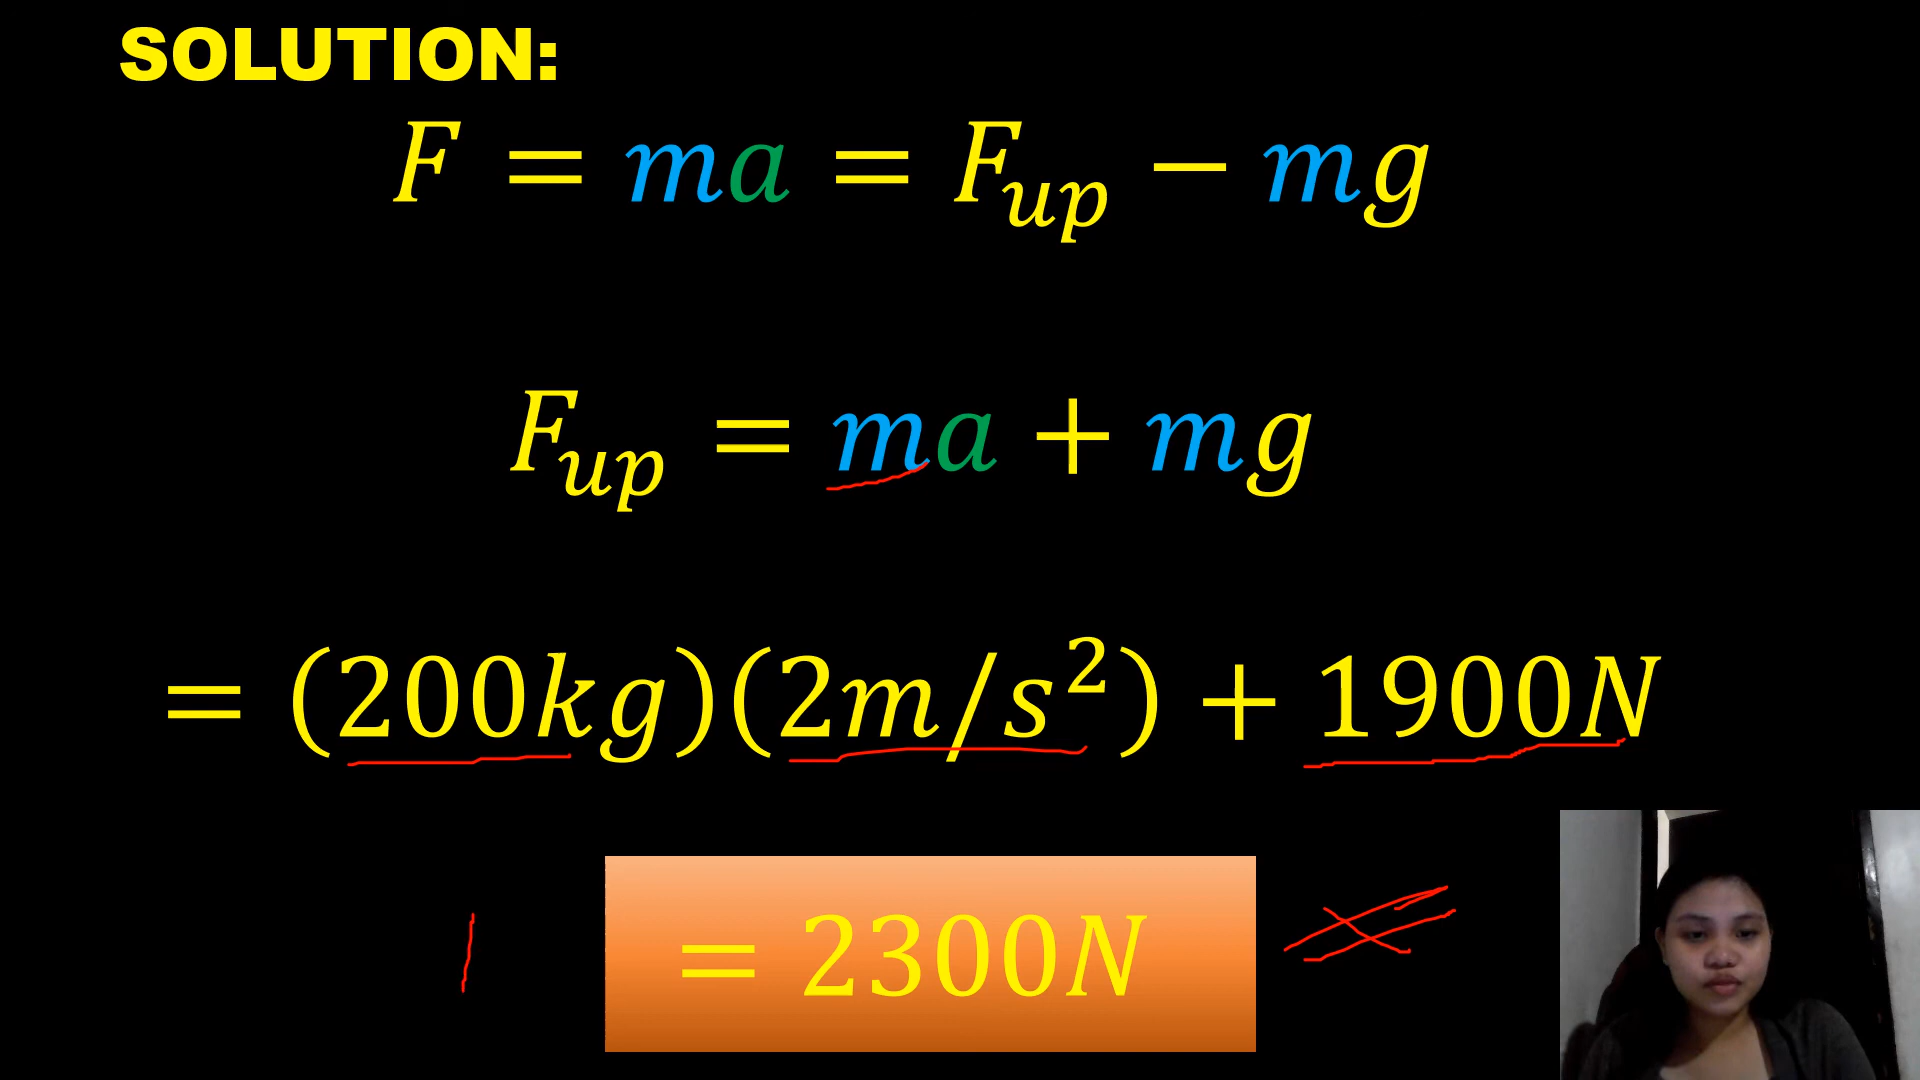 SOLUTION:
F = ma = F_up − mg
F_up = ma + mg
= (200kg)(2m/s²) + 1900N
= 2300N